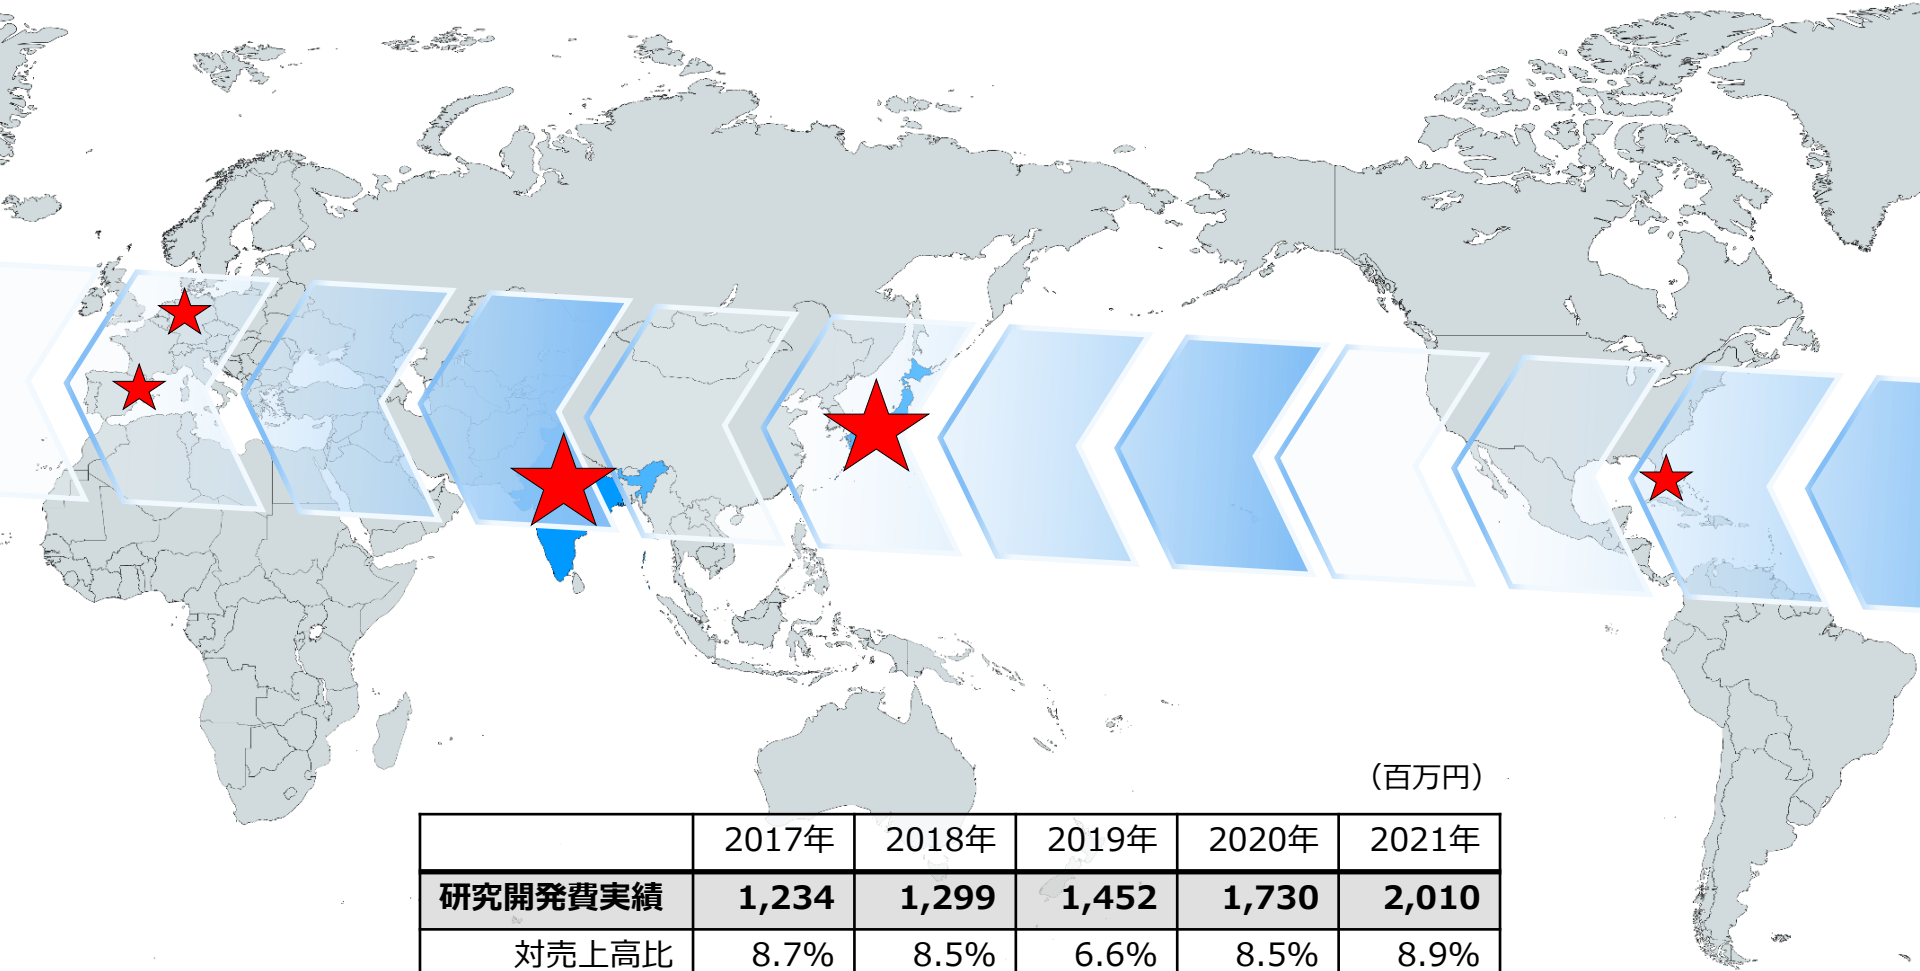 （百万円）
2017年 2018年 2019年 2020年 2021年
研究開発費実績 1,234 1,299 1,452 1,730 2,010
対売上高比 8.7% 8.5% 6.6% 8.5% 8.9%